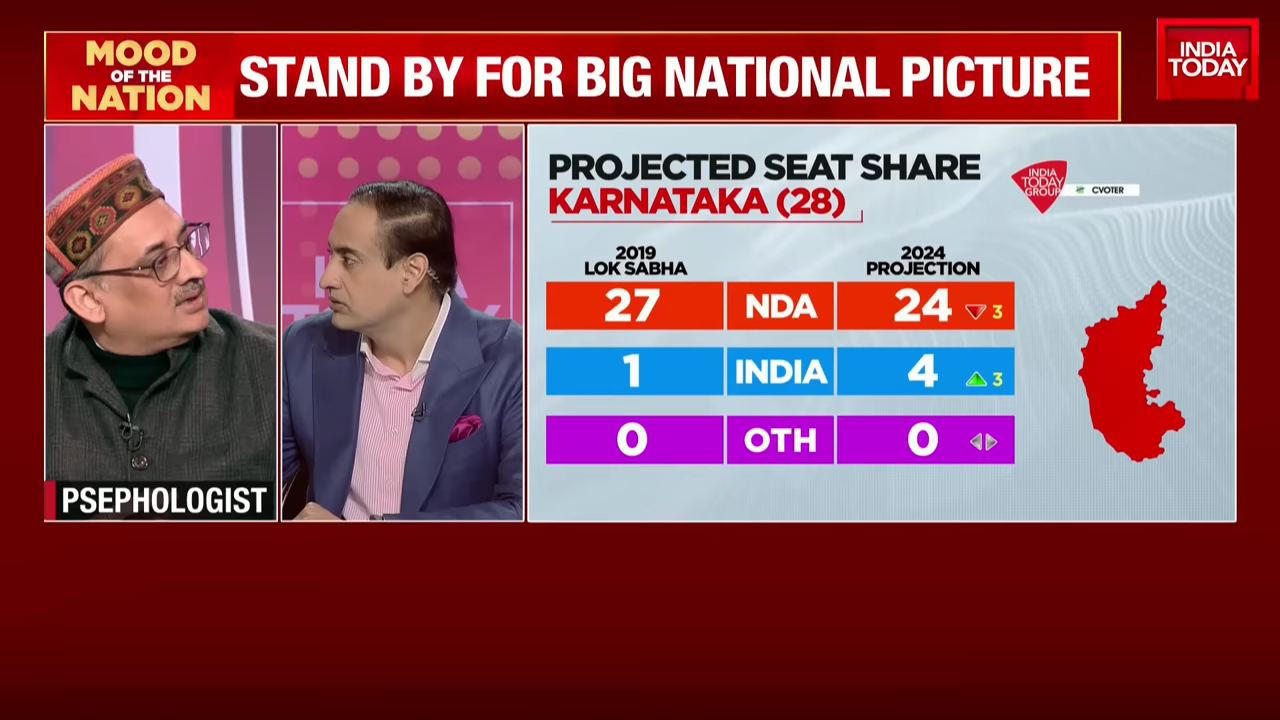 MOOD
OF THE
NATION
STAND BY FOR BIG NATIONAL PICTURE
INDIA
TODAY
PSEPHOLOGIST
PROJECTED SEAT SHARE
KARNATAKA (28)
INDIA
TODAY
GROUP
CVOTER
2019
LOK SABHA
2024
PROJECTION
27 NDA 24 3
1 INDIA 4 3
0 OTH 0